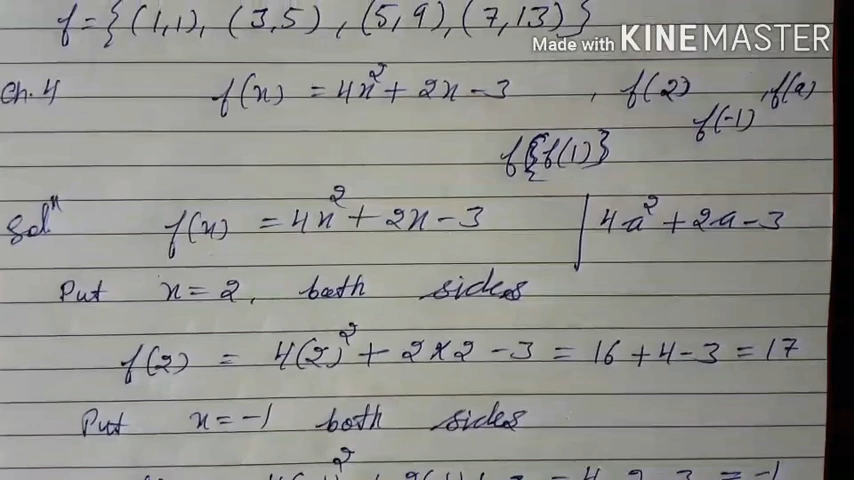 f = {(1,1), (3,5), (5,9), (7,13)}
Made with KINEMASTER
Ch. 4 f(x) = 4x² + 2x - 3 , f(2) , f(a)
f(-1)
f{f(1)}
Solⁿ f(x) = 4x² + 2x - 3 | 4a² + 2a - 3
Put x = 2, both sides
f(2) = 4(2)² + 2×2 - 3 = 16 + 4 - 3 = 17
Put x = -1 both sides
= -1